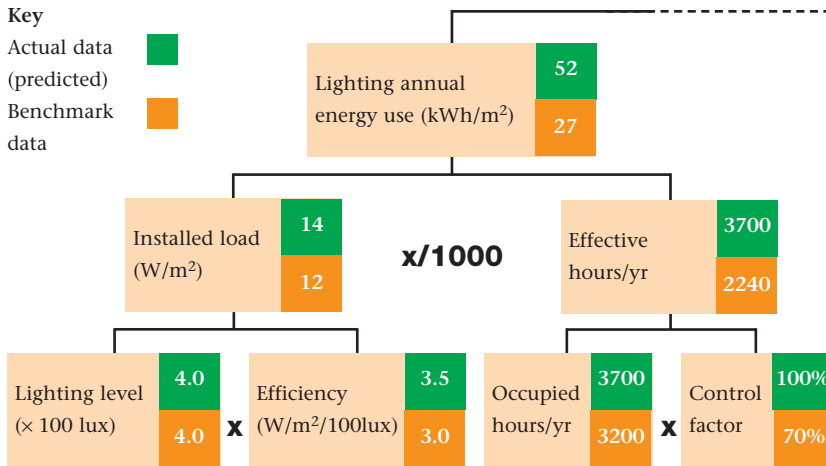 Key
Actual data
(predicted)
Benchmark
data
Lighting annual
energy use (kWh/m²)
52
27
Installed load
(W/m²)
14
12
x/1000
Effective
hours/yr
3700
2240
Lighting level
(× 100 lux)
4.0
4.0
x
Efficiency
(W/m²/100lux)
3.5
3.0
Occupied
hours/yr
3700
3200
x
Control
factor
100%
70%